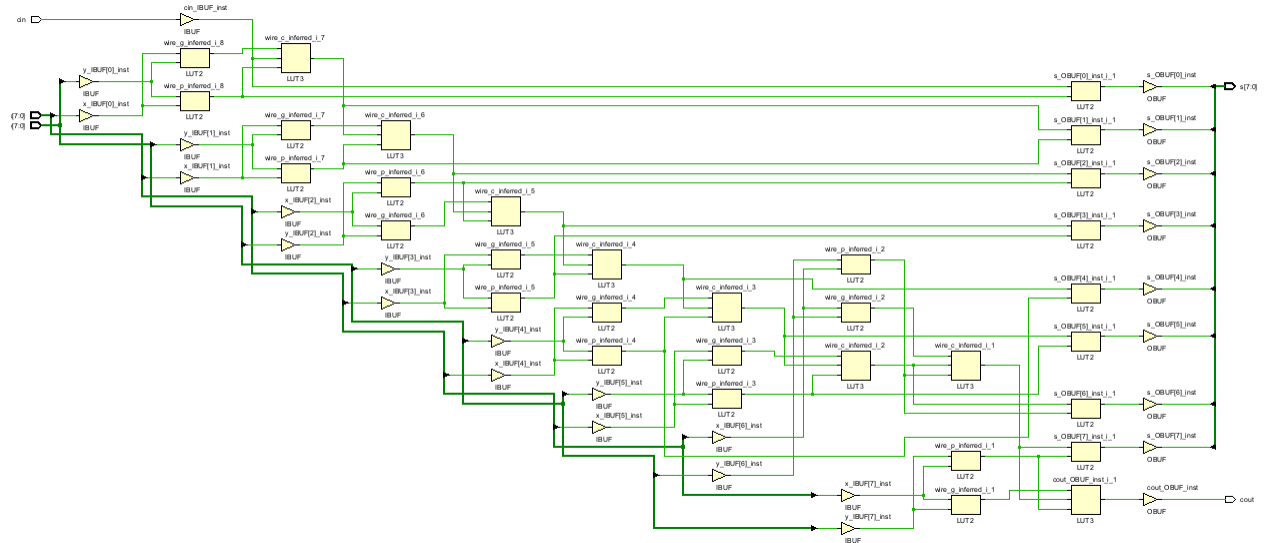 cin
cin_IBUF_inst
IBUF
wire_g_inferred_i_8
LUT2
wire_c_inferred_i_7
LUT3
y_IBUF[0]_inst
IBUF
wire_p_inferred_i_8
LUT2
x_IBUF[0]_inst
IBUF
s_OBUF[0]_inst_i_1
LUT2
s_OBUF[0]_inst
OBUF
s[7:0]
[7:0]
[7:0]
y_IBUF[1]_inst
IBUF
wire_g_inferred_i_7
LUT2
wire_c_inferred_i_6
LUT3
s_OBUF[1]_inst_i_1
LUT2
s_OBUF[1]_inst
OBUF
x_IBUF[1]_inst
IBUF
wire_p_inferred_i_7
LUT2
wire_p_inferred_i_6
LUT2
s_OBUF[2]_inst_i_1
LUT2
s_OBUF[2]_inst
OBUF
x_IBUF[2]_inst
IBUF
wire_c_inferred_i_5
LUT3
wire_g_inferred_i_6
LUT2
s_OBUF[3]_inst_i_1
LUT2
s_OBUF[3]_inst
OBUF
y_IBUF[2]_inst
IBUF
wire_g_inferred_i_5
LUT2
wire_c_inferred_i_4
LUT3
wire_p_inferred_i_2
LUT2
y_IBUF[3]_inst
IBUF
s_OBUF[4]_inst_i_1
LUT2
s_OBUF[4]_inst
OBUF
x_IBUF[3]_inst
IBUF
wire_p_inferred_i_5
LUT2
wire_g_inferred_i_4
LUT2
wire_c_inferred_i_3
LUT3
wire_g_inferred_i_2
LUT2
s_OBUF[5]_inst_i_1
LUT2
s_OBUF[5]_inst
OBUF
y_IBUF[4]_inst
IBUF
wire_p_inferred_i_4
LUT2
wire_g_inferred_i_3
LUT2
wire_c_inferred_i_2
LUT3
wire_c_inferred_i_1
LUT3
x_IBUF[4]_inst
IBUF
y_IBUF[5]_inst
IBUF
wire_p_inferred_i_3
LUT2
s_OBUF[6]_inst_i_1
LUT2
s_OBUF[6]_inst
OBUF
x_IBUF[5]_inst
IBUF
x_IBUF[6]_inst
IBUF
wire_p_inferred_i_1
LUT2
s_OBUF[7]_inst_i_1
LUT2
s_OBUF[7]_inst
OBUF
y_IBUF[6]_inst
IBUF
x_IBUF[7]_inst
IBUF
wire_g_inferred_i_1
LUT2
cout_OBUF_inst_i_1
LUT3
cout_OBUF_inst
OBUF
cout
y_IBUF[7]_inst
IBUF